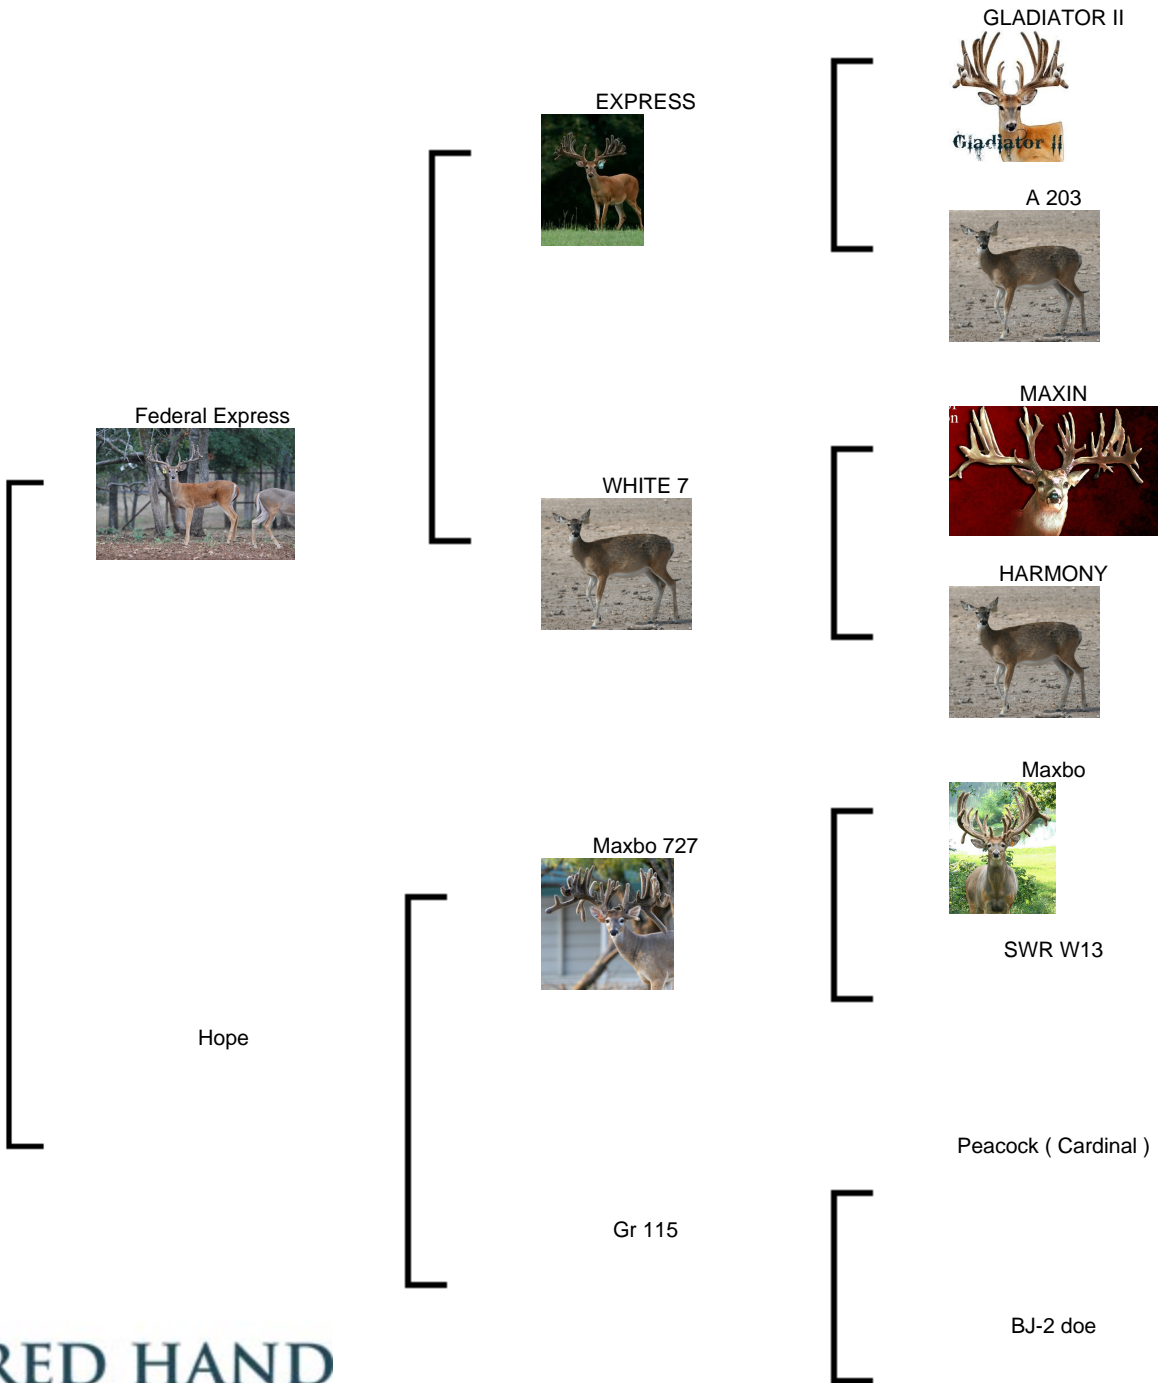 GLADIATOR II
Gladiator II
EXPRESS
A 203
Federal Express
MAXIN
n
WHITE 7
HARMONY
Maxbo
Maxbo 727
SWR W13
Hope
Peacock ( Cardinal )
Gr 115
BJ-2 doe
RED HAND